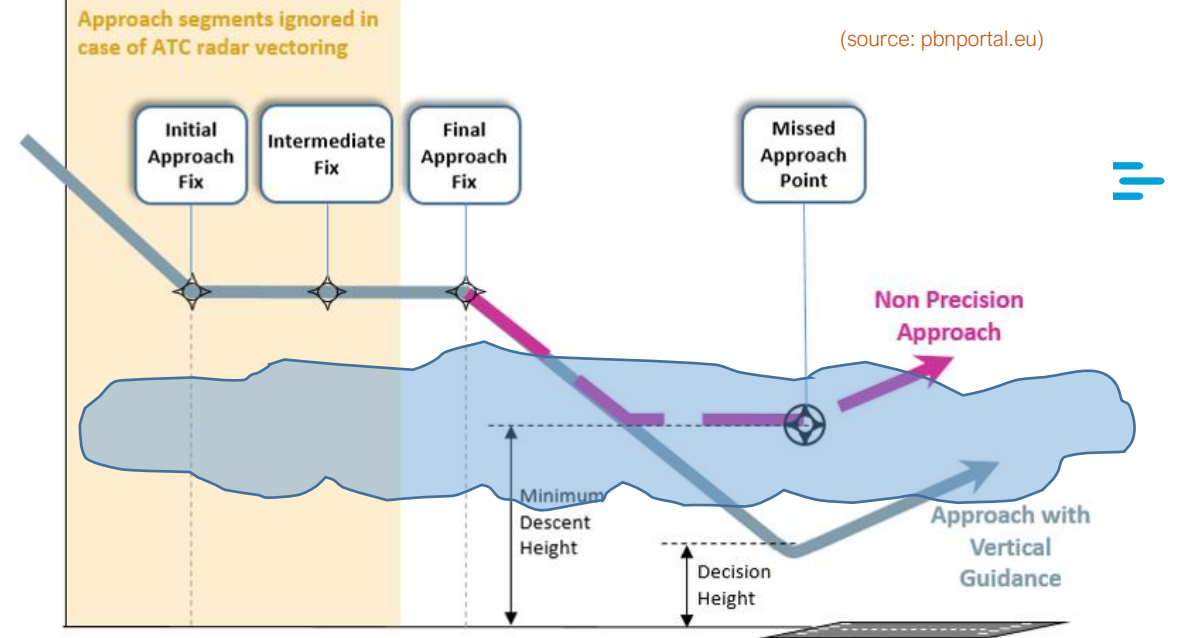 Approach segments ignored in
case of ATC radar vectoring
(source: pbnportal.eu)
Initial
Approach
Fix
Intermediate
Fix
Final
Approach
Fix
Missed
Approach
Point
Non Precision
Approach
Minimum
Descent
Height
Decision
Height
Approach with
Vertical
Guidance